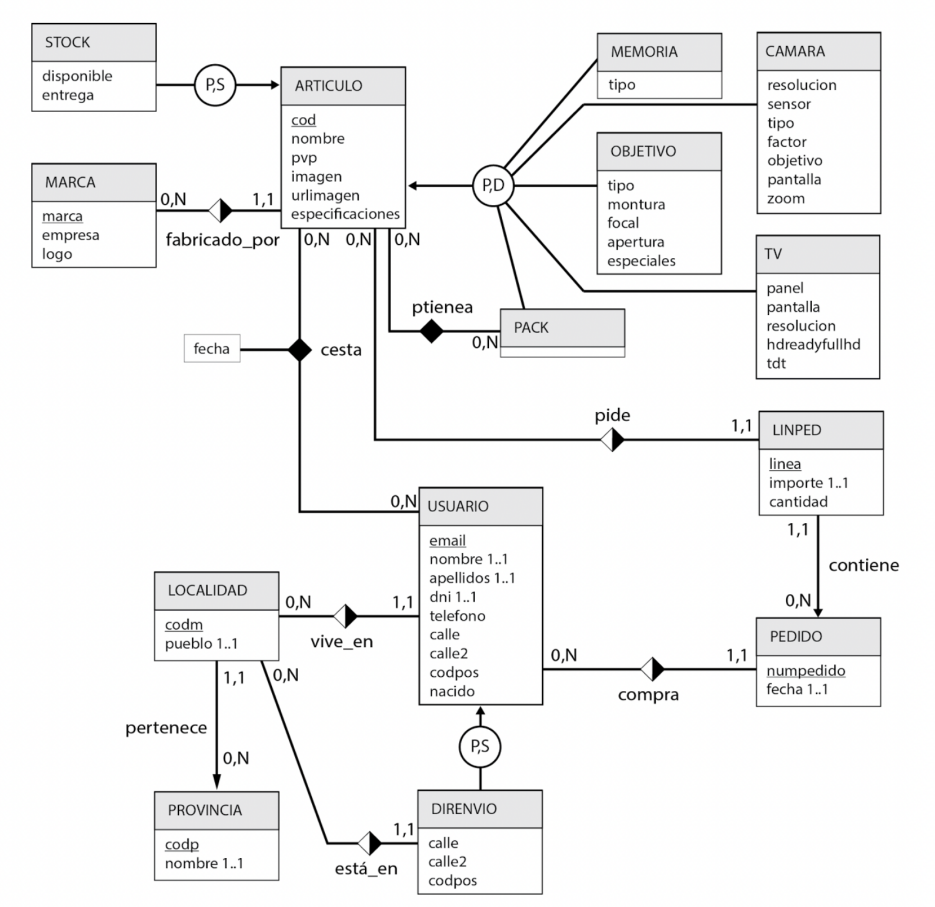 STOCK
disponible
entrega
P,S
ARTICULO
cod
nombre
pvp
imagen
urlimagen
especificaciones
MEMORIA
tipo
CAMARA
resolucion
sensor
tipo
factor
objetivo
pantalla
zoom
OBJETIVO
tipo
montura
focal
apertura
especiales
P,D
MARCA
marca
empresa
logo
0,N
1,1
fabricado_por
0,N
0,N
0,N
TV
panel
pantalla
resolucion
hdreadyfullhd
tdt
ptienea
0,N
PACK
fecha
cesta
pide
1,1
LINPED
linea
importe 1..1
cantidad
1,1
contiene
0,N
0,N
USUARIO
email
nombre 1..1
apellidos 1..1
dni 1..1
telefono
calle
calle2
codpos
nacido
LOCALIDAD
codm
pueblo 1..1
0,N
1,1
vive_en
PEDIDO
numpedido
fecha 1..1
0,N
1,1
compra
1,1
0,N
pertenece
0,N
P,S
PROVINCIA
codp
nombre 1..1
DIRENVIO
calle
calle2
codpos
1,1
está_en